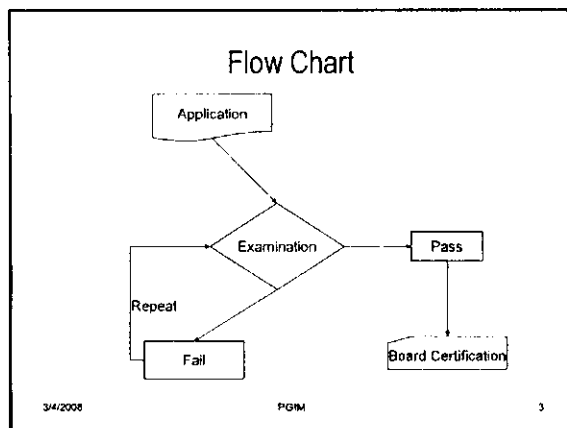 Flow Chart
Application
Examination
Pass
Repeat
Fail
Board Certification
3/4/2008
PGIM
3